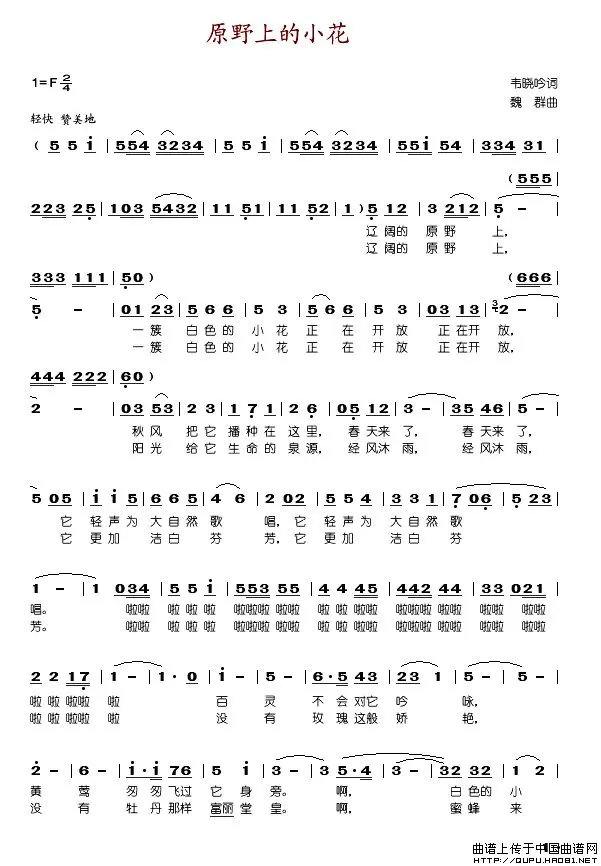 原野上的小花
1=F 2/4
韦晓吟词
轻快 赞美地
魏 群曲
( 5 5 i | 554 3234 | 5 5 i | 554 3234 | 551 54 | 334 31 |
( 555
223 25 | 103 5432 | 11 51 | 11 52 | 1 ) 5 12 | 3 212 | 5 - |
辽 阔的 原 野 上,
辽 阔的 原 野 上,
333 111 | 50 ) ( 666
5 - | 01 23 | 5 6 6 | 5 3 | 5 6 | 5 3 | 03 13 | 3 2 - |
一簇 白色的 小 花 正 在 开 放 正在开 放,
一簇 白色的 小 花 正 在 开 放 正在开 放,
444 222 | 60 )
2 - | 03 53 | 2 3 | 1 7 1 | 2 6 | 05 12 | 3 - | 35 46 | 5 - |
秋风 把它 播种在 这里, 春天来 了, 春天来 了,
阳光 给它 生命的 泉源, 经风沐 雨, 经风沐 雨,
5 05 | i i 5 | 6 6 5 | 4 6 | 2 02 | 5 5 5 | 3 3 1 | 7 06 | 5 23 |
它 轻声为 大自然 歌 唱, 它 轻声为 大自然 歌
它 更加 洁白 芬 芳, 它 更加 洁白 芬
1 - | 1 034 | 5 5 i | 553 55 | 4 4 45 | 442 44 | 33 021 |
唱。 啦啦 啦 啦 啦 啦啦啦 啦啦 啦 啦 啦啦 啦啦啦 啦啦 啦啦 啦啦
芳。 啦啦 啦 啦 啦 啦啦啦 啦啦 啦 啦 啦啦 啦啦啦 啦啦 啦啦 啦啦
2 2 17 | 1 - | 1·0 | i - | 5 - | 6·5 43 | 23 1 | 5 - |
啦 啦 啦啦 啦 百 灵 不 会 对它 吟 咏,
啦 啦 啦啦 啦 没 有 玫 瑰 这般 娇 艳,
2 - | 6 - | i·i 76 | 5 5 | 3 - | 3 5·4 | 3 - | 32 32 | 1 - |
黄 莺 匆 匆 飞过 它 身 旁。 啊, 白色的 小
没 有 牡 丹 那样 富丽 堂 皇。 啊, 蜜 蜂 来
曲谱上传于中国曲谱网
HTTP://QUPU.HAO81.NET